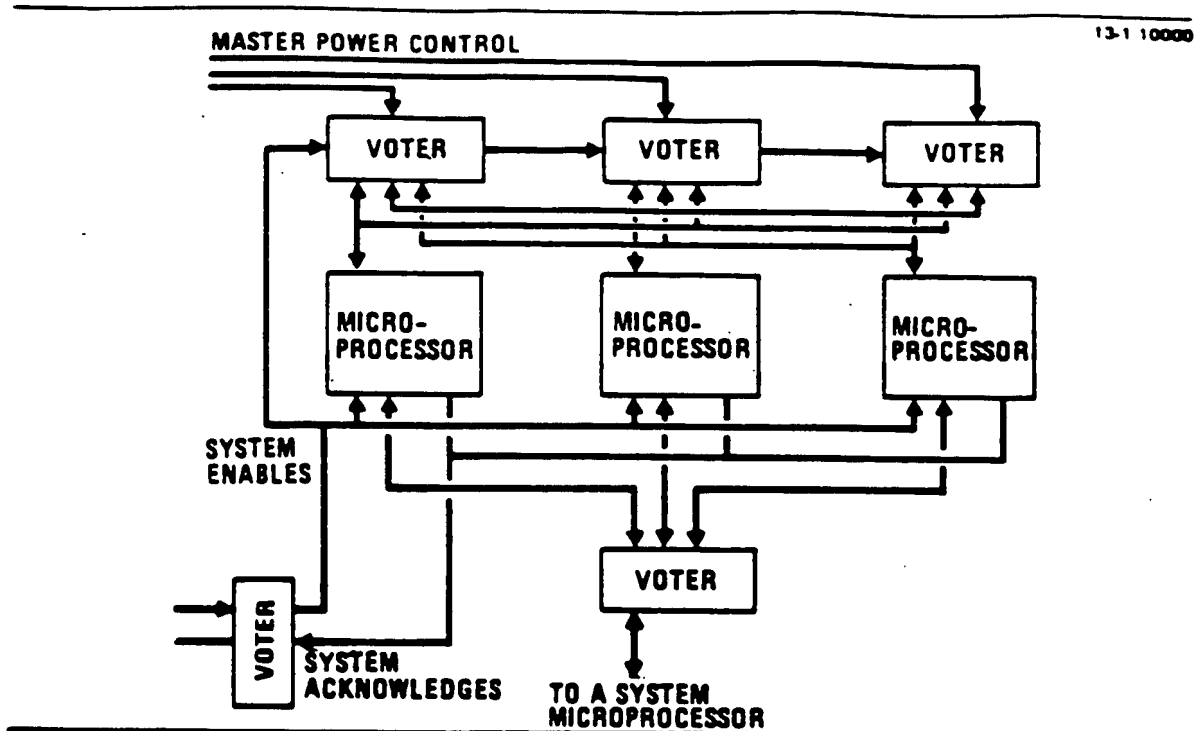 13-1 10000
MASTER POWER CONTROL
VOTER
VOTER
VOTER
MICRO-
PROCESSOR
MICRO-
PROCESSOR
MICRO-
PROCESSOR
SYSTEM
ENABLES
VOTER
VOTER
SYSTEM
ACKNOWLEDGES
TO A SYSTEM
MICROPROCESSOR